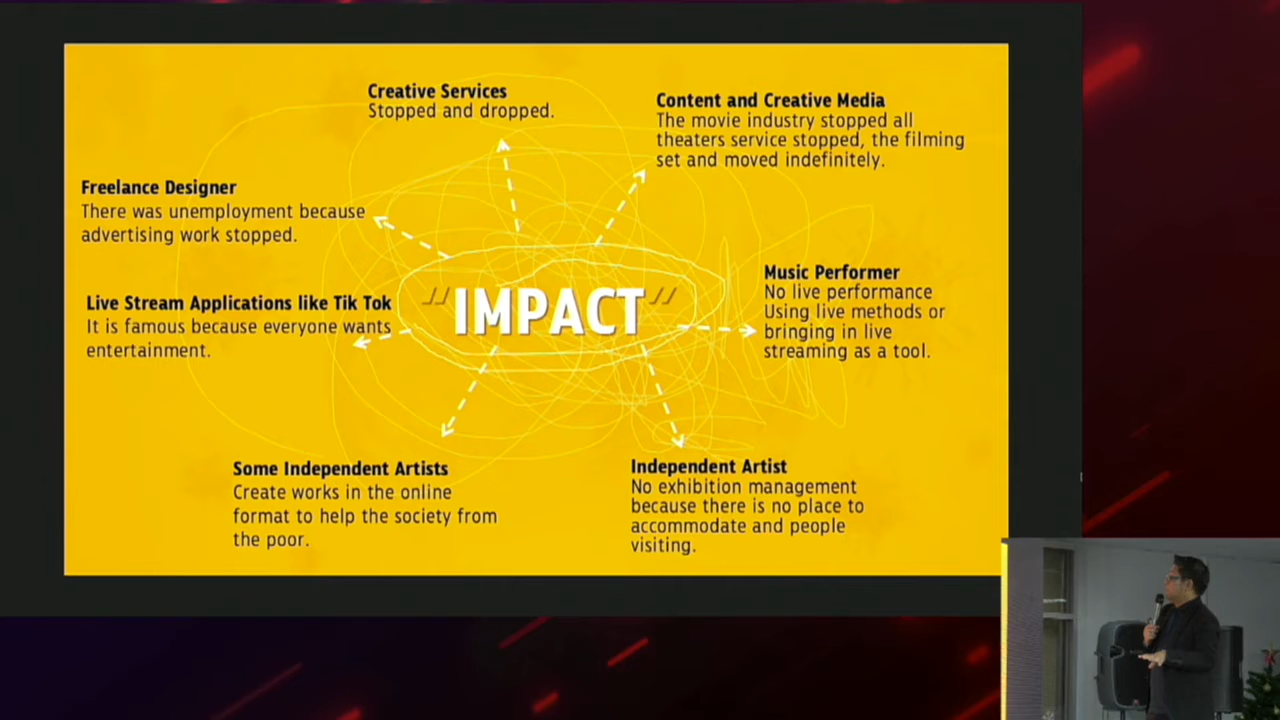 Creative Services
Stopped and dropped.
Content and Creative Media
The movie industry stopped all
theaters service stopped, the filming
set and moved indefinitely.
Freelance Designer
There was unemployment because
advertising work stopped.
Live Stream Applications like Tik Tok
It is famous because everyone wants
entertainment.
"IMPACT"
Music Performer
No live performance
Using live methods or
bringing in live
streaming as a tool.
Some Independent Artists
Create works in the online
format to help the society from
the poor.
Independent Artist
No exhibition management
because there is no place to
accommodate and people
visiting.